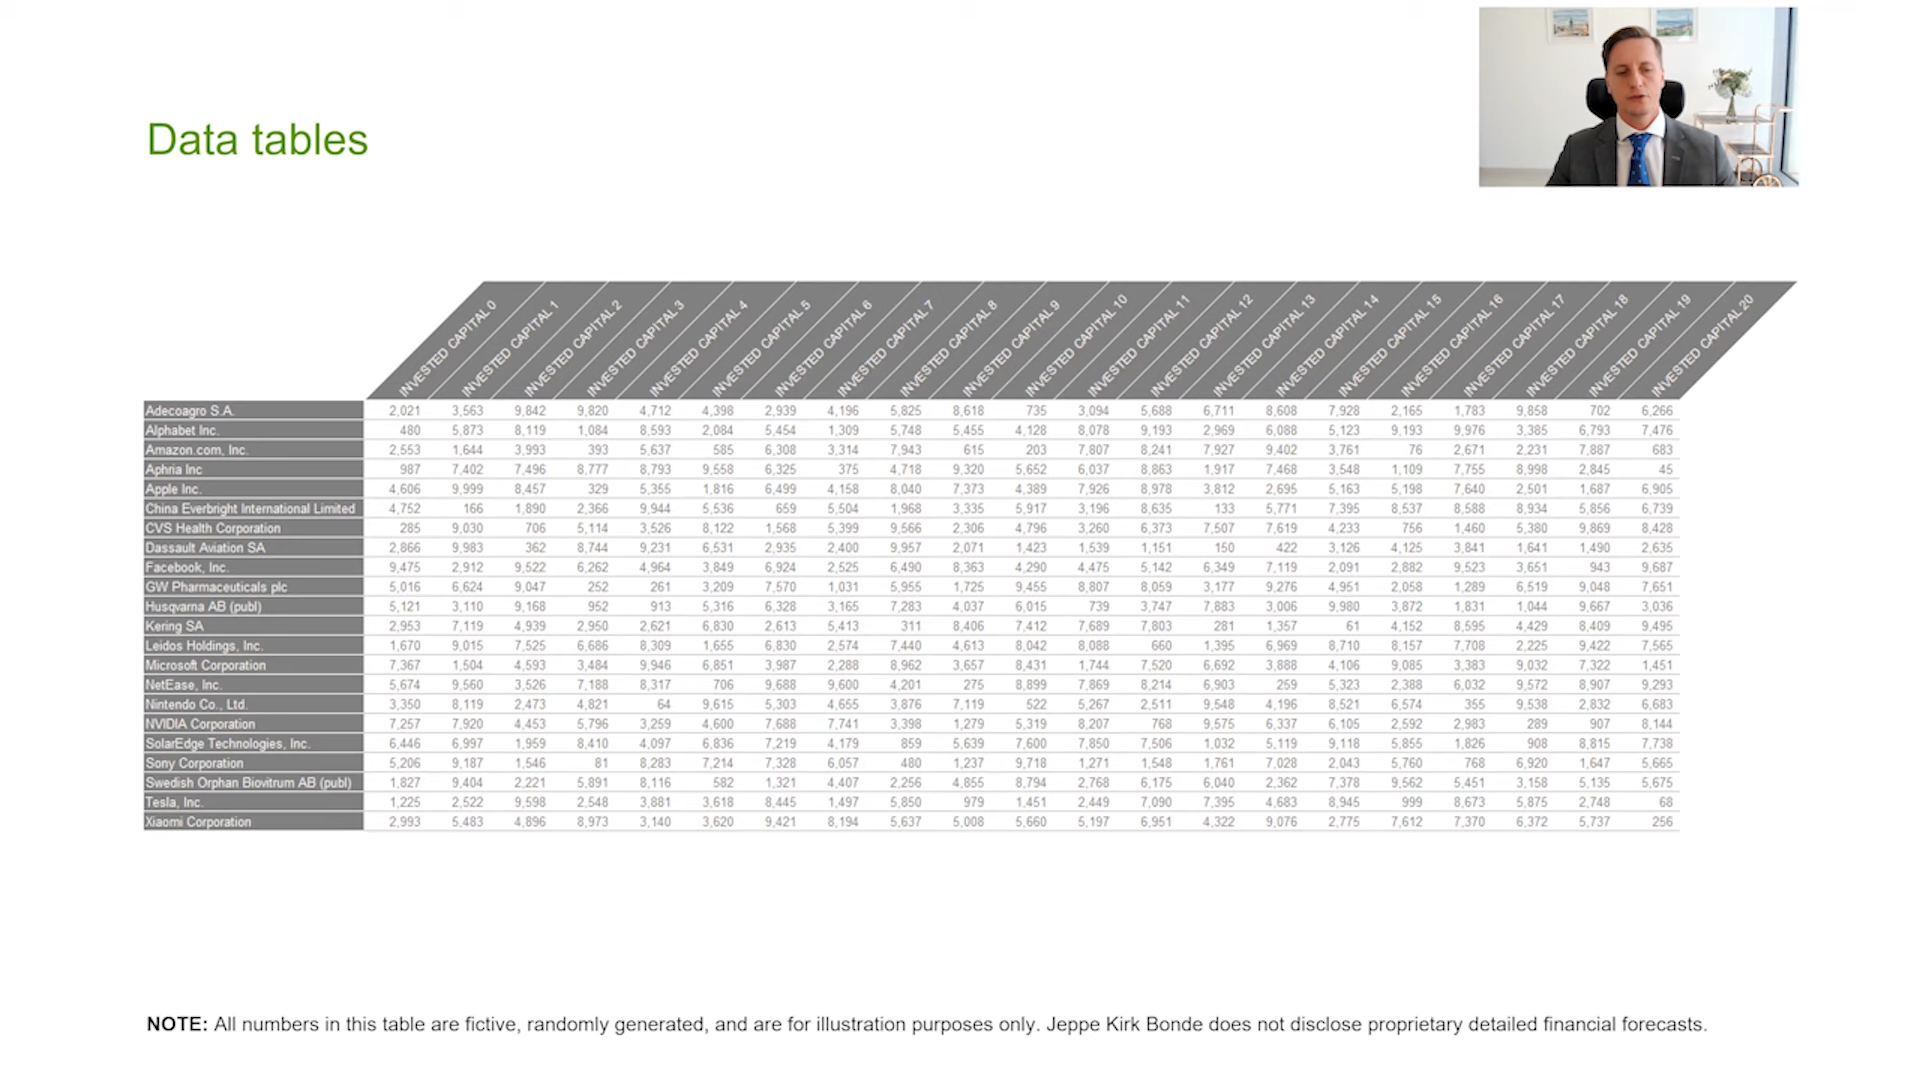 Data tables
INVESTED CAPITAL 0 INVESTED CAPITAL 1 INVESTED CAPITAL 2 INVESTED CAPITAL 3 INVESTED CAPITAL 4 INVESTED CAPITAL 5 INVESTED CAPITAL 6 INVESTED CAPITAL 7 INVESTED CAPITAL 8 INVESTED CAPITAL 9 INVESTED CAPITAL 10 INVESTED CAPITAL 11 INVESTED CAPITAL 12 INVESTED CAPITAL 13 INVESTED CAPITAL 14 INVESTED CAPITAL 15 INVESTED CAPITAL 16 INVESTED CAPITAL 17 INVESTED CAPITAL 18 INVESTED CAPITAL 19 INVESTED CAPITAL 20
Adecoagro S.A. 2,021 3,563 9,842 9,820 4,712 4,398 2,939 4,196 5,825 8,618 735 3,094 5,688 6,711 8,608 7,928 2,165 1,783 9,858 702 6,266
Alphabet Inc. 480 5,873 8,119 1,084 8,593 2,084 5,454 1,309 5,748 5,455 4,128 8,078 9,193 2,969 6,088 5,123 9,193 9,976 3,385 6,793 7,476
Amazon.com, Inc. 2,553 1,644 3,993 393 5,637 585 6,308 3,314 7,943 615 203 7,807 8,241 7,927 9,402 3,761 76 2,671 2,231 7,887 683
Aphria Inc 987 7,402 7,496 8,777 8,793 9,558 6,325 375 4,718 9,320 5,652 6,037 8,863 1,917 7,468 3,548 1,109 7,755 8,998 2,845 45
Apple Inc. 4,606 9,999 8,457 329 5,355 1,816 6,499 4,158 8,040 7,373 4,389 7,926 8,978 3,812 2,695 5,163 5,198 7,640 2,501 1,687 6,905
China Everbright International Limited 4,752 166 1,890 2,366 9,944 5,536 659 5,504 1,968 3,335 5,917 3,196 8,635 133 5,771 7,395 8,537 8,588 8,934 5,856 6,739
CVS Health Corporation 285 9,030 706 5,114 3,526 8,122 1,568 5,399 9,566 2,306 4,796 3,260 6,373 7,507 7,619 4,233 756 1,460 5,380 9,869 8,428
Dassault Aviation SA 2,866 9,983 362 8,744 9,231 6,531 2,935 2,400 9,957 2,071 1,423 1,539 1,151 150 422 3,126 4,125 3,841 1,641 1,490 2,635
Facebook, Inc. 9,475 2,912 9,522 6,262 4,964 3,849 6,924 2,525 6,490 8,363 4,290 4,475 5,142 6,349 7,119 2,091 2,882 9,523 3,651 943 9,687
GW Pharmaceuticals plc 5,016 6,624 9,047 252 261 3,209 7,570 1,031 5,955 1,725 9,455 8,807 8,059 3,177 9,276 4,951 2,058 1,289 6,519 9,048 7,651
Husqvarna AB (publ) 5,121 3,110 9,168 952 913 5,316 6,328 3,165 7,283 4,037 6,015 739 3,747 7,883 3,006 9,980 3,872 1,831 1,044 9,667 3,036
Kering SA 2,953 7,119 4,939 2,950 2,621 6,830 2,613 5,413 311 8,406 7,412 7,689 7,803 281 1,357 61 4,152 8,595 4,429 8,409 9,495
Leidos Holdings, Inc. 1,670 9,015 7,525 6,686 8,309 1,655 6,830 2,574 7,440 4,613 8,042 8,088 660 1,395 6,969 8,710 8,157 7,708 2,225 9,422 7,565
Microsoft Corporation 7,367 1,504 4,593 3,484 9,946 6,851 3,987 2,288 8,962 3,657 8,431 1,744 7,520 6,692 3,888 4,106 9,085 3,383 9,032 7,322 1,451
NetEase, Inc. 5,674 9,560 3,526 7,188 8,317 706 9,688 9,600 4,201 275 8,899 7,869 8,214 6,903 259 5,323 2,388 6,032 9,572 8,907 9,293
Nintendo Co., Ltd. 3,350 8,119 2,473 4,821 64 9,615 5,303 4,655 3,876 7,119 522 5,267 2,511 9,548 4,196 8,521 6,574 355 9,538 2,832 6,683
NVIDIA Corporation 7,257 7,920 4,453 5,796 3,259 4,600 7,688 7,741 3,398 1,279 5,319 8,207 768 9,575 6,337 6,105 2,592 2,983 289 907 8,144
SolarEdge Technologies, Inc. 6,446 6,997 1,959 8,410 4,097 6,836 7,219 4,179 859 5,639 7,600 7,850 7,506 1,032 5,119 9,118 5,855 1,826 908 8,815 7,738
Sony Corporation 5,206 9,187 1,546 81 8,283 7,214 7,328 6,057 480 1,237 9,718 1,271 1,548 1,761 7,028 2,043 5,760 768 6,920 1,647 5,665
Swedish Orphan Biovitrum AB (publ) 1,827 9,404 2,221 5,891 8,116 582 1,321 4,407 2,256 4,855 8,794 2,768 6,175 6,040 2,362 7,378 9,562 5,451 3,158 5,135 5,675
Tesla, Inc. 1,225 2,522 9,598 2,548 3,881 3,618 8,445 1,497 5,850 979 1,451 2,449 7,090 7,395 4,683 8,945 999 8,673 5,875 2,748 68
Xiaomi Corporation 2,993 5,483 4,896 8,973 3,140 3,620 9,421 8,194 5,637 5,008 5,660 5,197 6,951 4,322 9,076 2,775 7,612 7,370 6,372 5,737 256
NOTE: All numbers in this table are fictive, randomly generated, and are for illustration purposes only. Jeppe Kirk Bonde does not disclose proprietary detailed financial forecasts.